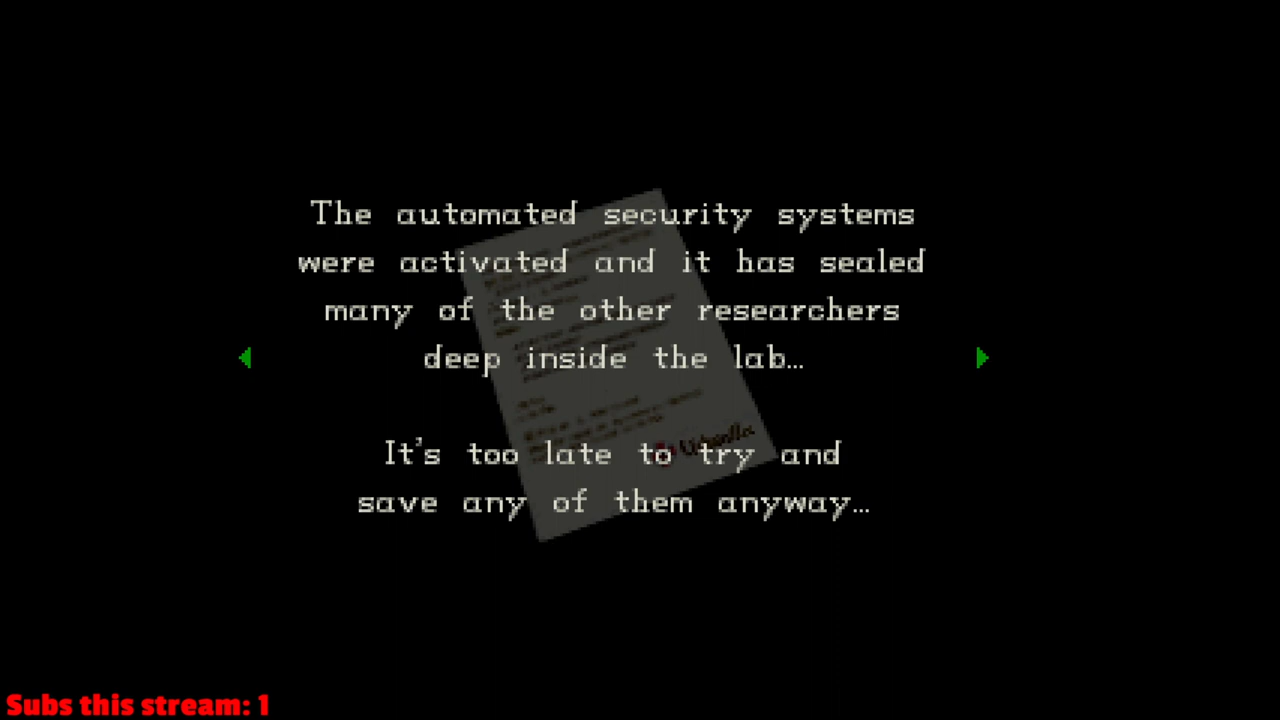 The automated security systems
were activated and it has sealed
many of the other researchers
deep inside the lab…
It's too late to try and
save any of them anyway…
Umbrella
Subs this stream: 1